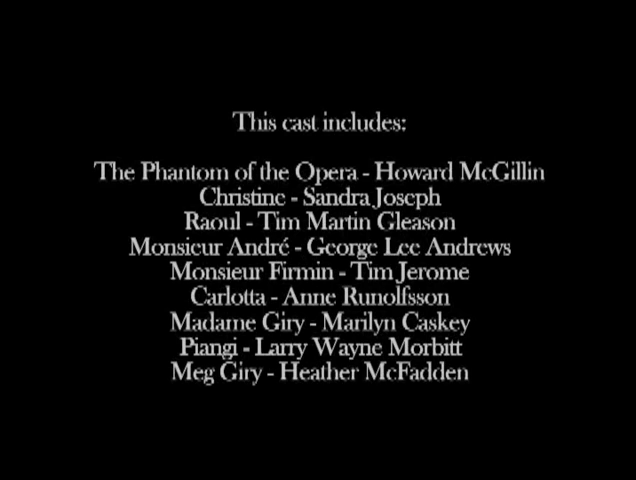 This cast includes:
The Phantom of the Opera - Howard McGillin
Christine - Sandra Joseph
Raoul - Tim Martin Gleason
Monsieur André - George Lee Andrews
Monsieur Firmin - Tim Jerome
Carlotta - Anne Runolfsson
Madame Giry - Marilyn Caskey
Piangi - Larry Wayne Morbitt
Meg Giry - Heather McFadden